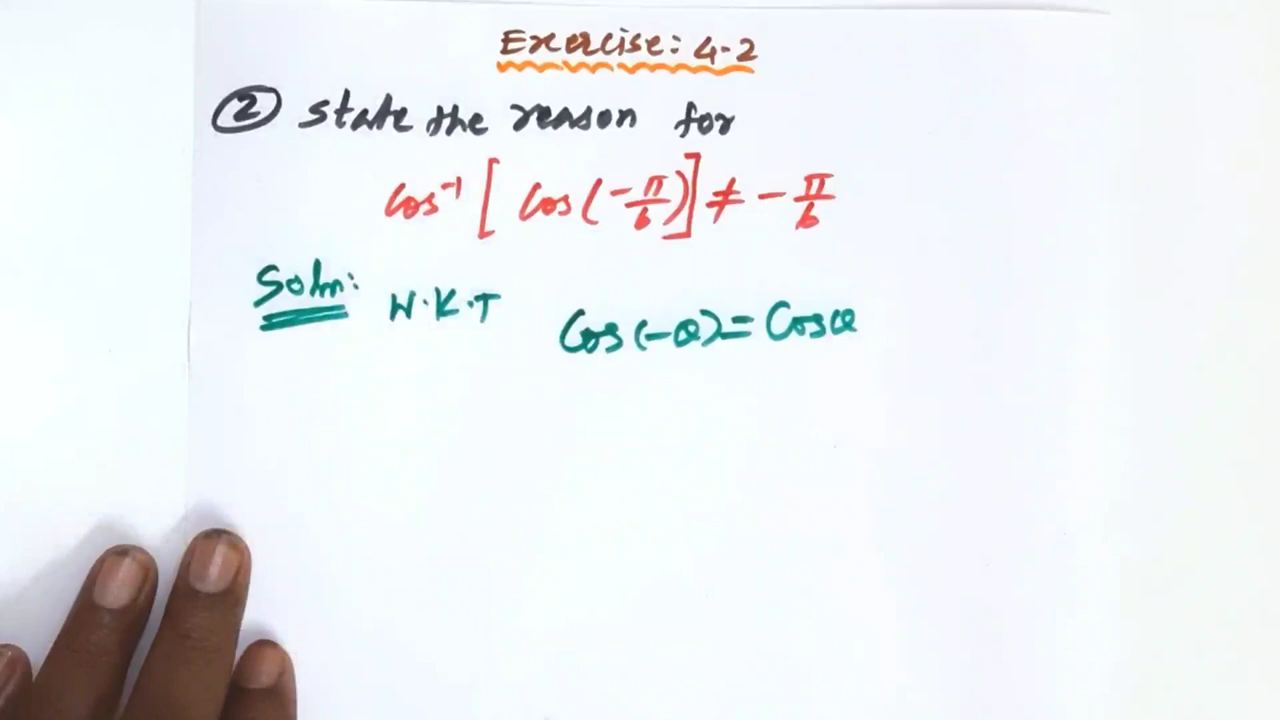 Exercise: 4.2
② State the reason for
cos⁻¹ [ cos(-π/6)] ≠ - π/6
Soln: W.K.T Cos(-θ) = Cosθ